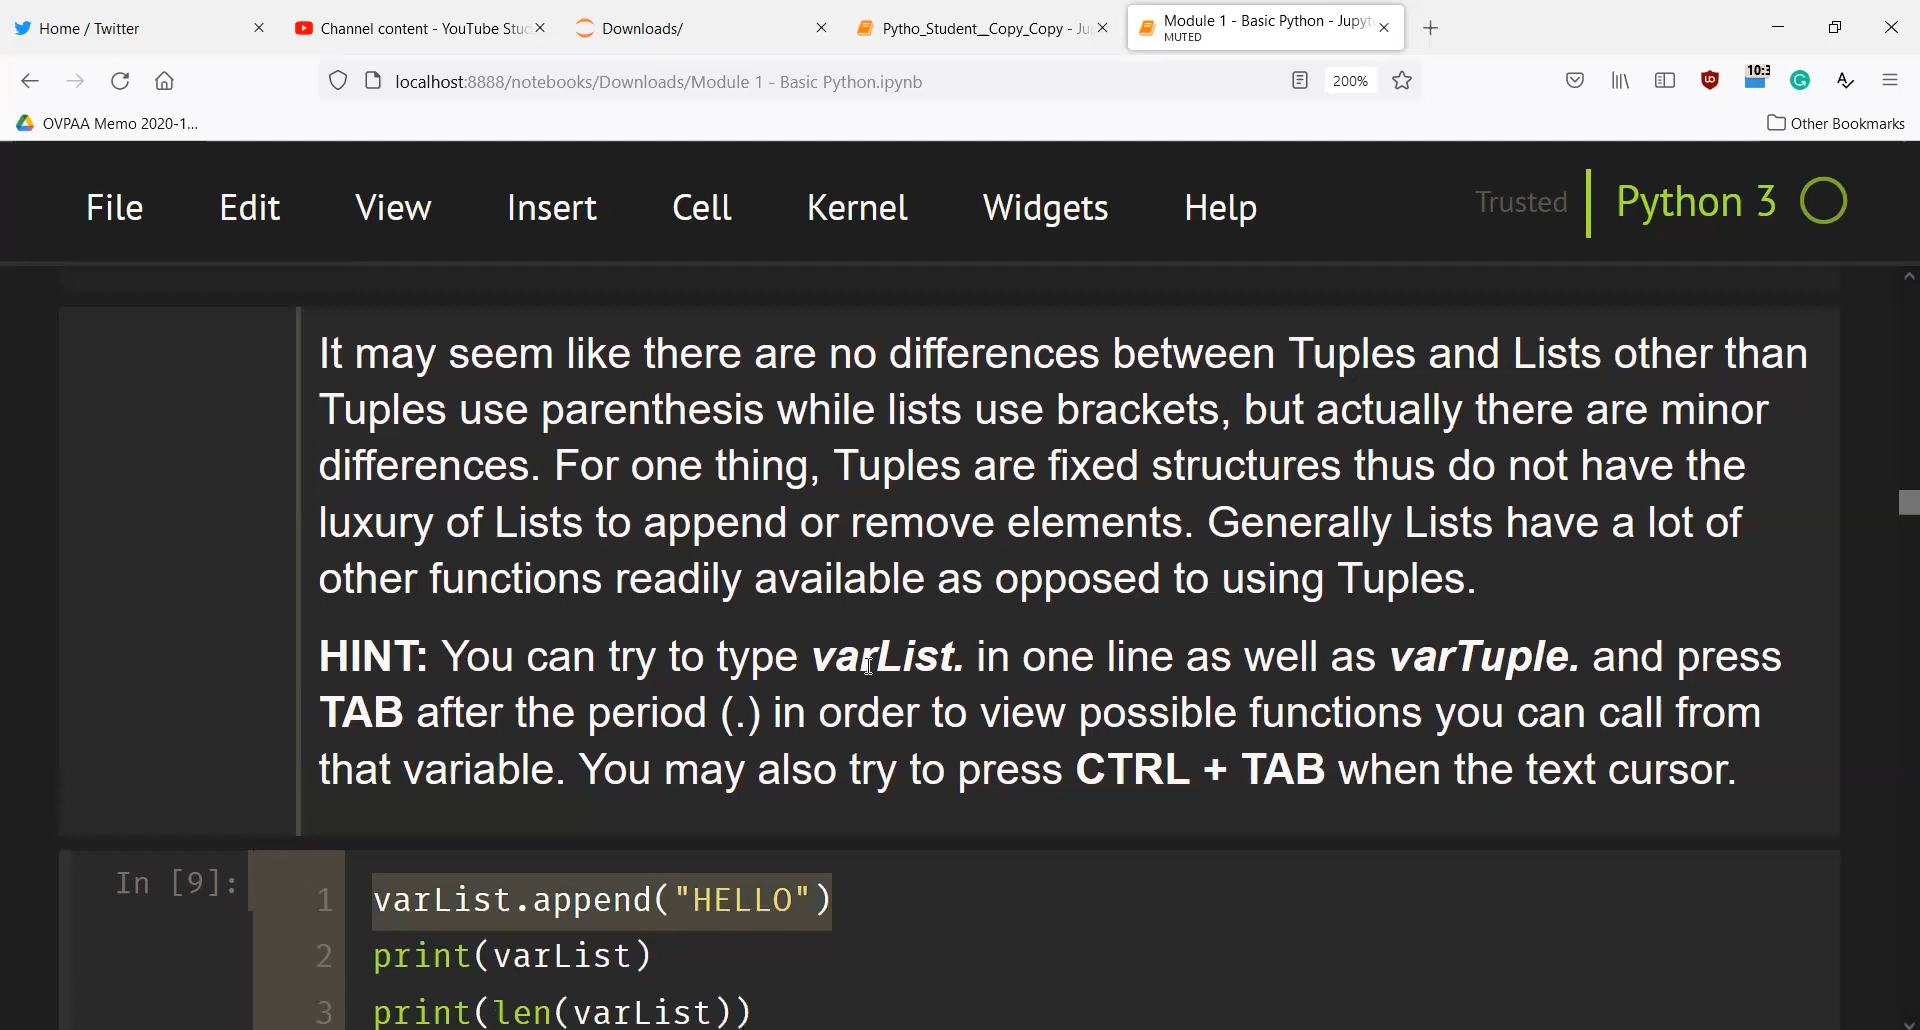 Home / Twitter
Channel content - YouTube Stu
Downloads/
Pytho_Student__Copy_Copy - Ju
Module 1 - Basic Python - Jupyt
MUTED
localhost:8888/notebooks/Downloads/Module 1 - Basic Python.ipynb
200%
10:3
OVPAA Memo 2020-1...
Other Bookmarks
File Edit View Insert Cell Kernel Widgets Help
Trusted
Python 3
It may seem like there are no differences between Tuples and Lists other than
Tuples use parenthesis while lists use brackets, but actually there are minor
differences. For one thing, Tuples are fixed structures thus do not have the
luxury of Lists to append or remove elements. Generally Lists have a lot of
other functions readily available as opposed to using Tuples.
HINT: You can try to type varList. in one line as well as varTuple. and press
TAB after the period (.) in order to view possible functions you can call from
that variable. You may also try to press CTRL + TAB when the text cursor.
In [9]:
1 varList.append("HELLO")
2 print(varList)
3 print(len(varList))